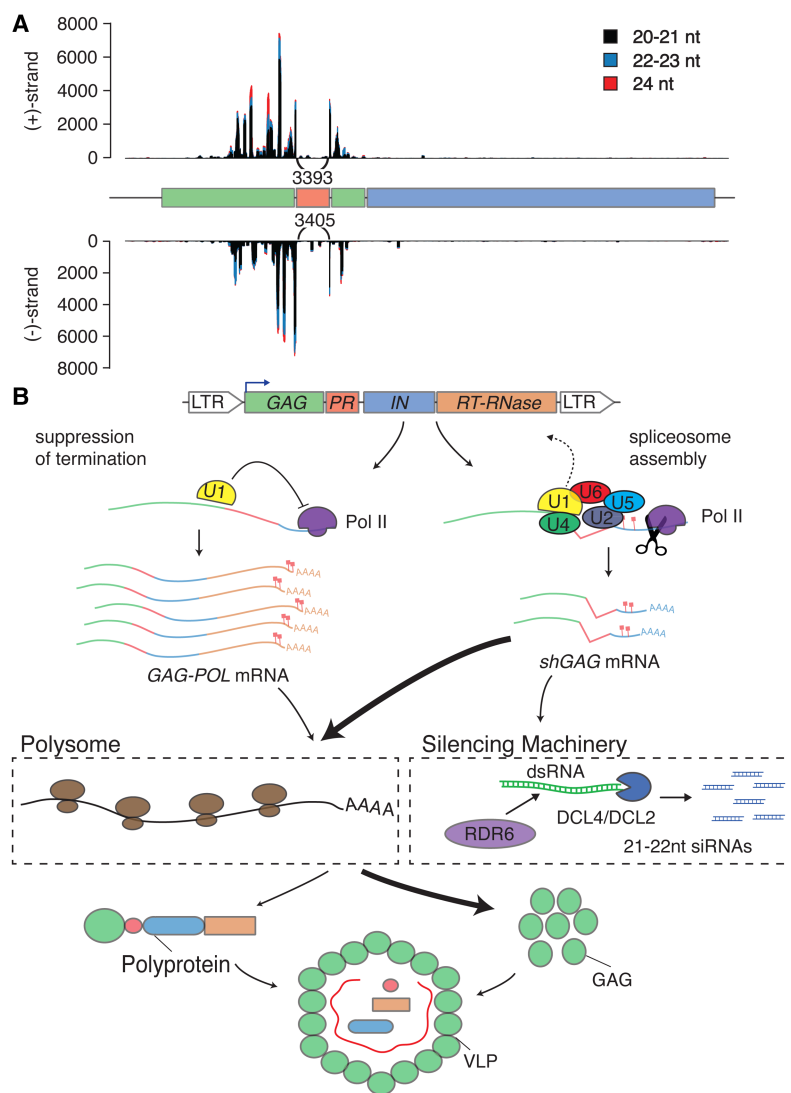 A
8000
6000
4000
2000
0
(+)-strand
20-21 nt
22-23 nt
24 nt
3393
3405
0
2000
4000
6000
8000
(-)-strand
B
LTR GAG PR IN RT-RNase LTR
suppression
of termination
spliceosome
assembly
U1
Pol II
U1 U6 U5
U4 U2
Pol II
AAAA
AAAA
AAAA
AAAA
AAAA
AAAA
AAAA
GAG-POL mRNA
shGAG mRNA
Polysome
Silencing Machinery
AAAA
dsRNA
RDR6
DCL4/DCL2
21-22nt siRNAs
Polyprotein
GAG
VLP